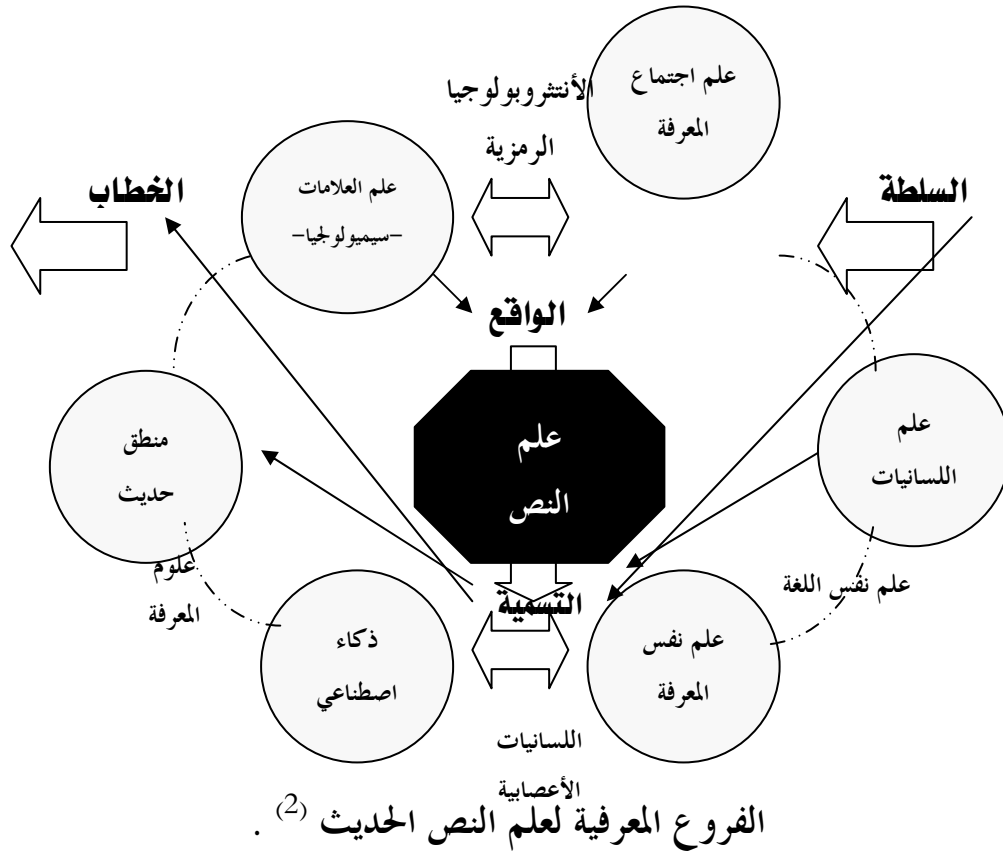 علم اجتماع
المعرفة
الأنتثروبولوجيا
الرمزية
علم العلامات
-سيميولوجيا-
السلطة
الخطاب
الواقع
علم
النص
علم
اللسانيات
منطق
حديث
علوم
المعرفة
علم نفس اللغة
التسمية
علم نفس
المعرفة
ذكاء
اصطناعي
اللسانيات
الأعصابية
الفروع المعرفية لعلم النص الحديث (2) .